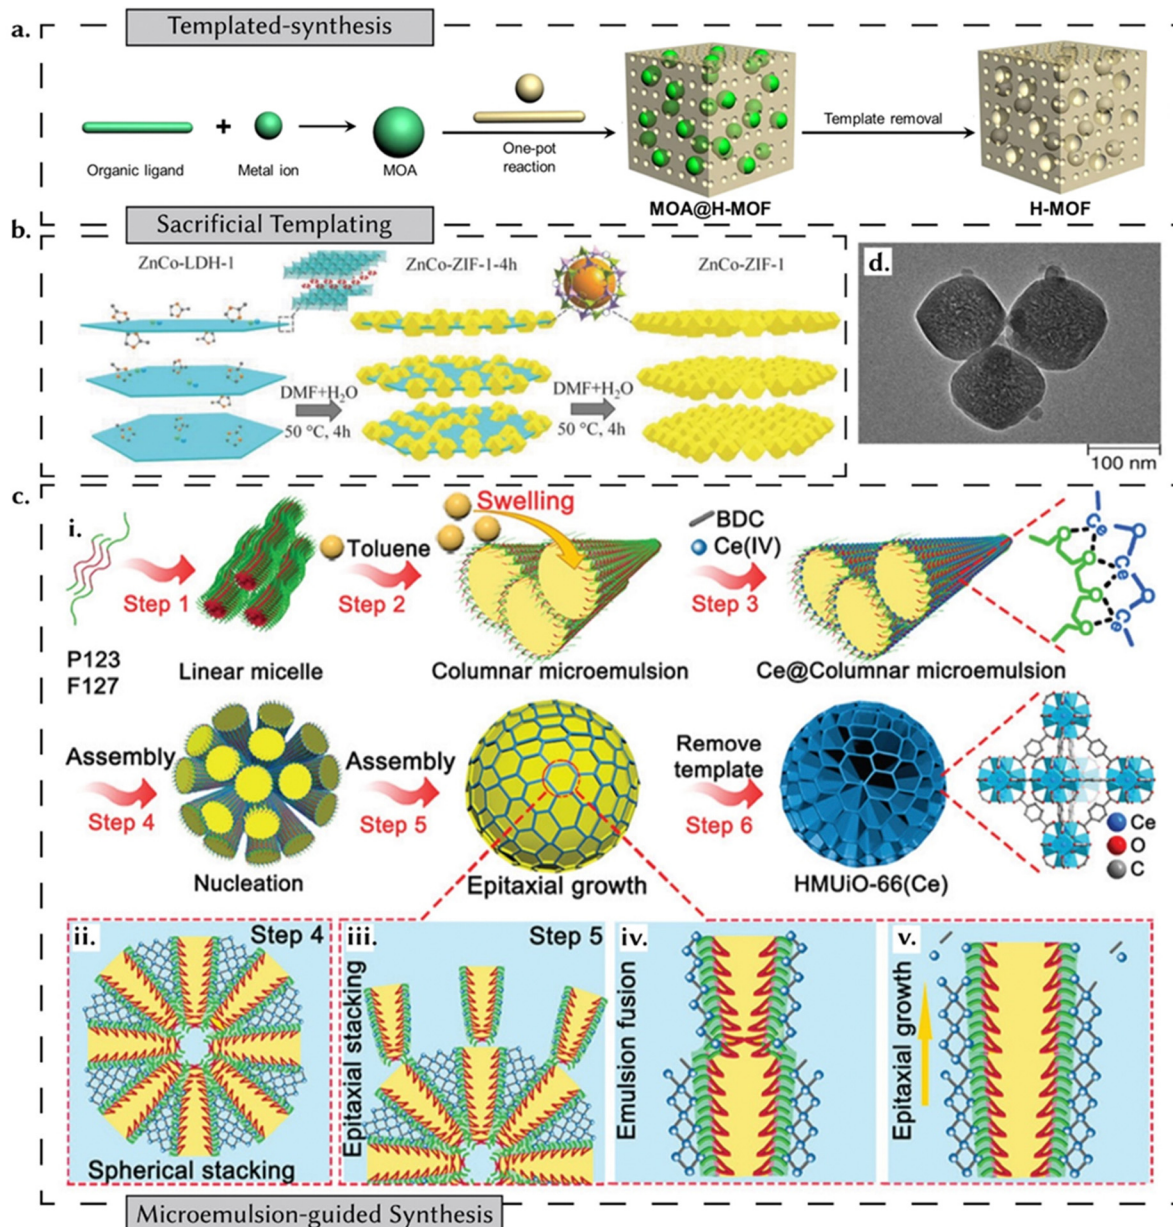 a.
Templated-synthesis
Organic ligand
+
Metal ion
MOA
One-pot
reaction
MOA@H-MOF
Template removal
H-MOF
b.
Sacrificial Templating
ZnCo-LDH-1
ZnCo-ZIF-1-4h
ZnCo-ZIF-1
DMF+H₂O
50 °C, 4h
DMF+H₂O
50 °C, 4h
d.
100 nm
c.
i.
P123
F127
Step 1
Linear micelle
Toluene
Step 2
Swelling
Columnar microemulsion
BDC
Ce(IV)
Step 3
Ce@Columnar microemulsion
Ce
O
O
Ce
O
O
O
Ce
Assembly
Step 4
Nucleation
Assembly
Step 5
Epitaxial growth
Remove
template
Step 6
HMUiO-66(Ce)
Ce
O
C
ii.
Step 4
Spherical stacking
iii.
Step 5
Epitaxial stacking
iv.
Emulsion fusion
v.
Epitaxial growth
Microemulsion-guided Synthesis